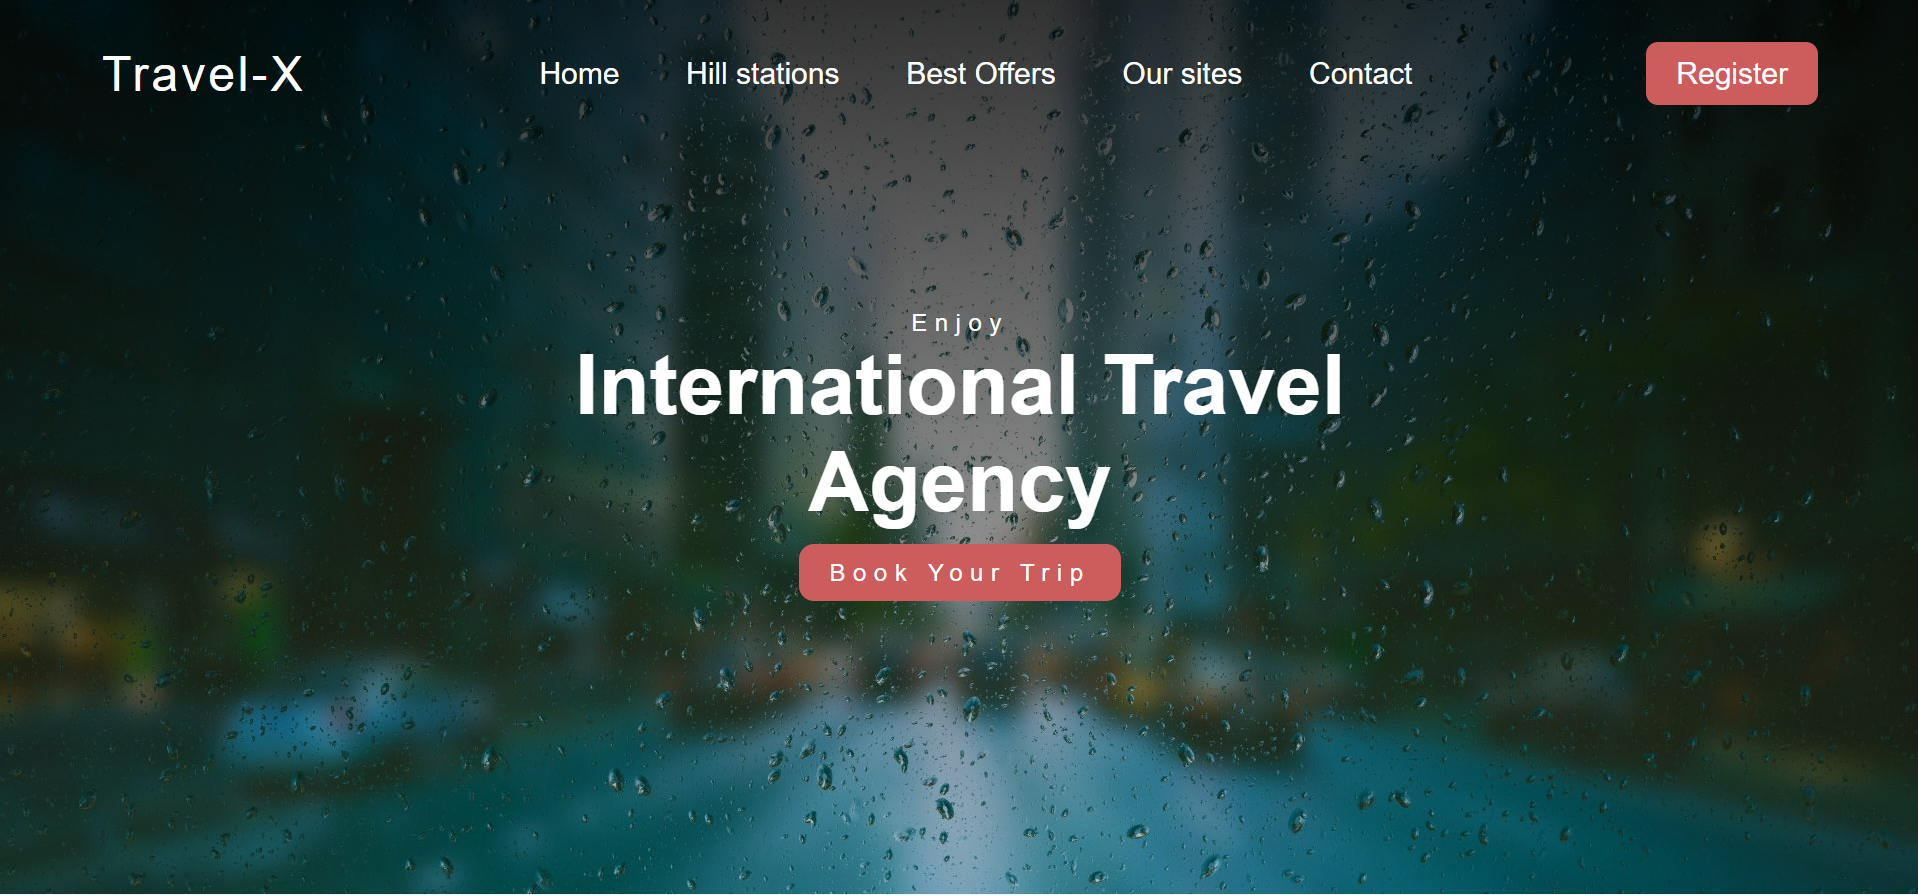 Travel-X
Home
Hill stations
Best Offers
Our sites
Contact
Register
Enjoy
International Travel
Agency
Book Your Trip